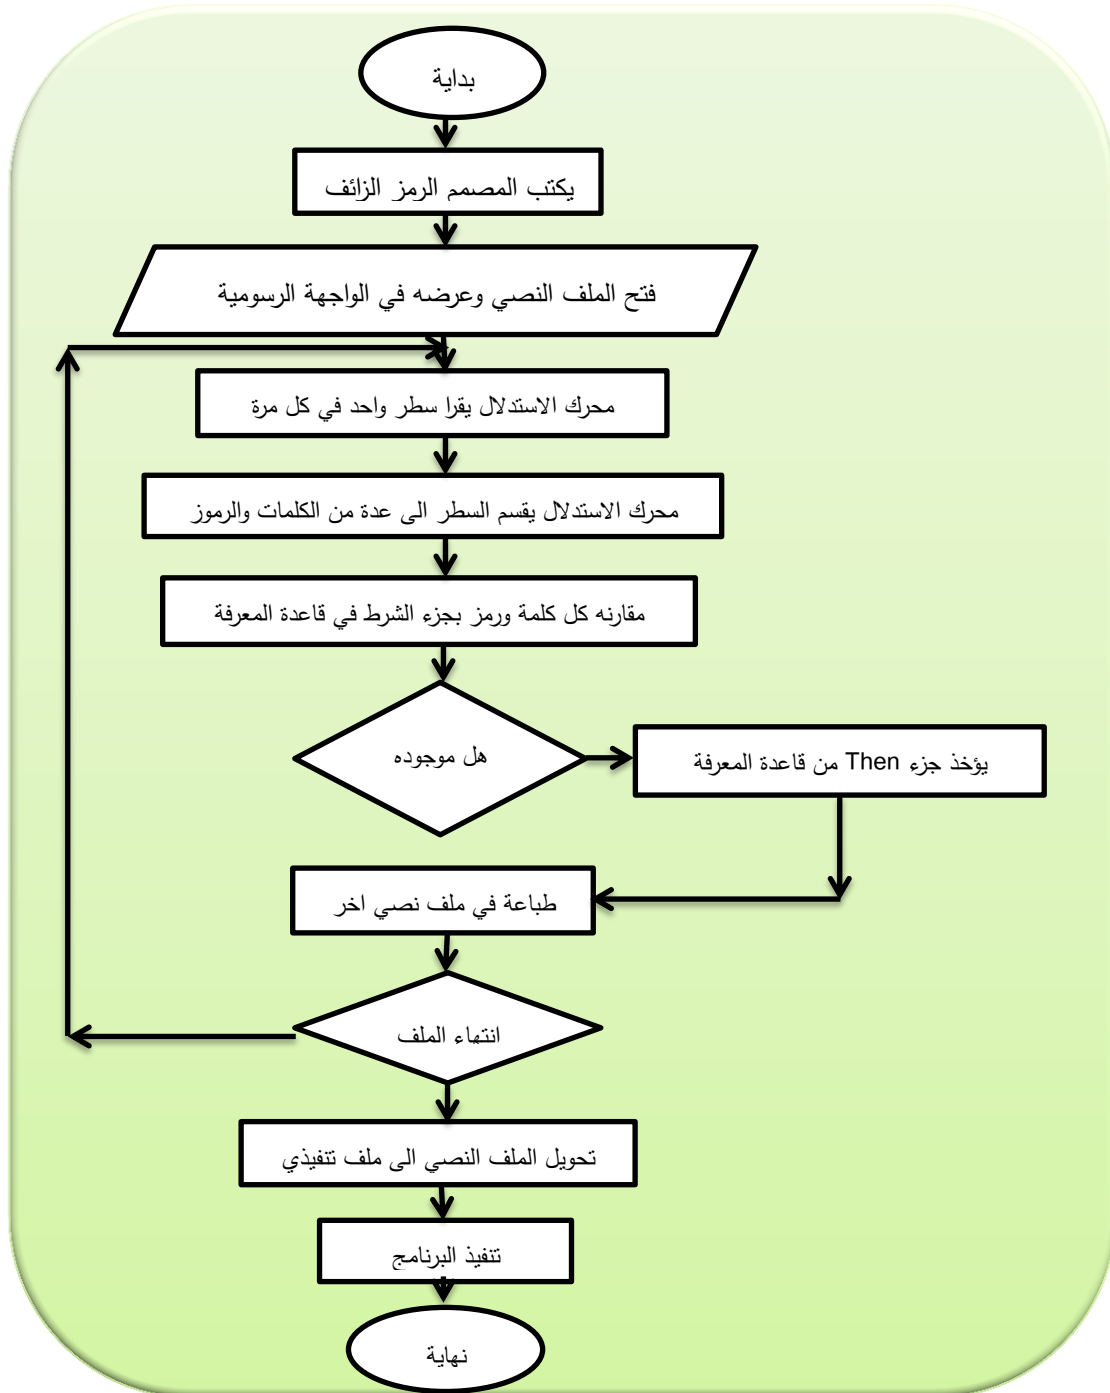 بداية
يكتب المصمم الرمز الزائف
فتح الملف النصي وعرضه في الواجهة الرسومية
محرك الاستدلال يقرا سطر واحد في كل مرة
محرك الاستدلال يقسم السطر الى عدة من الكلمات والرموز
مقارنه كل كلمة ورمز بجزء الشرط في قاعدة المعرفة
هل موجوده
يؤخذ جزء Then من قاعدة المعرفة
طباعة في ملف نصي اخر
انتهاء الملف
تحويل الملف النصي الى ملف تتفيذي
تنفيذ البرنامج
نهاية